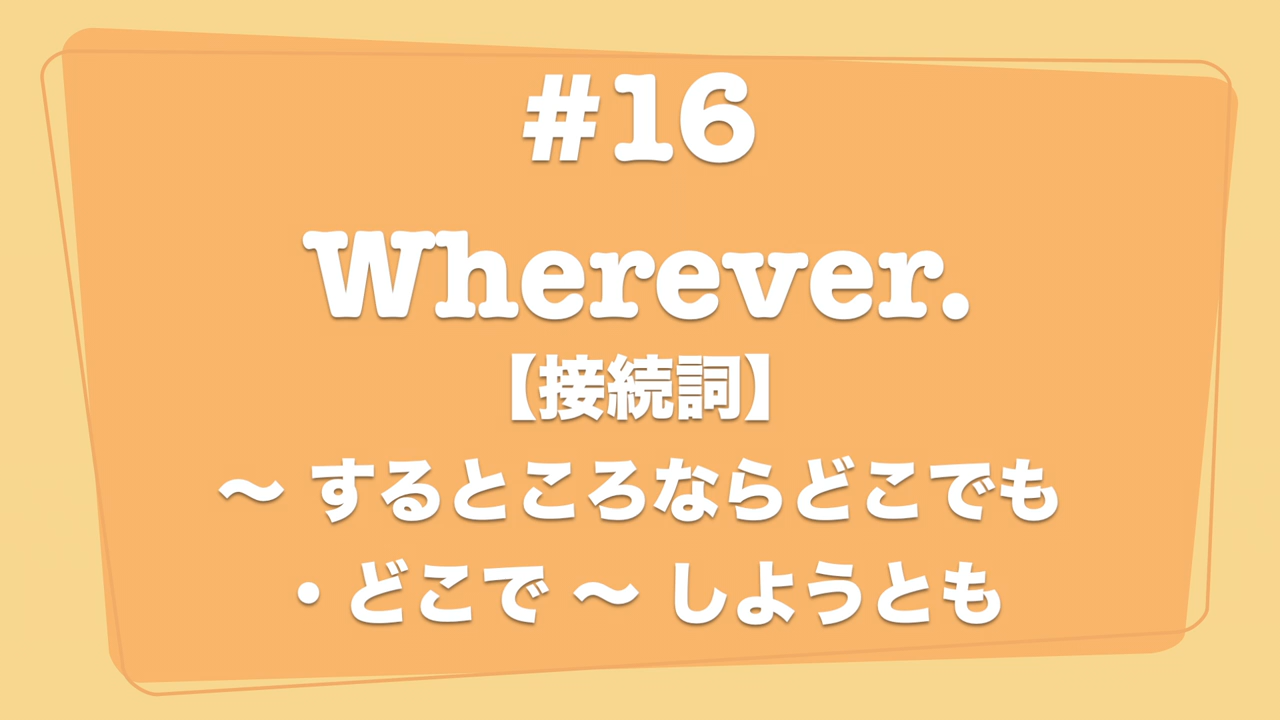 #16
Wherever.
【接続詞】
〜 するところならどこでも
・どこで 〜 しようとも